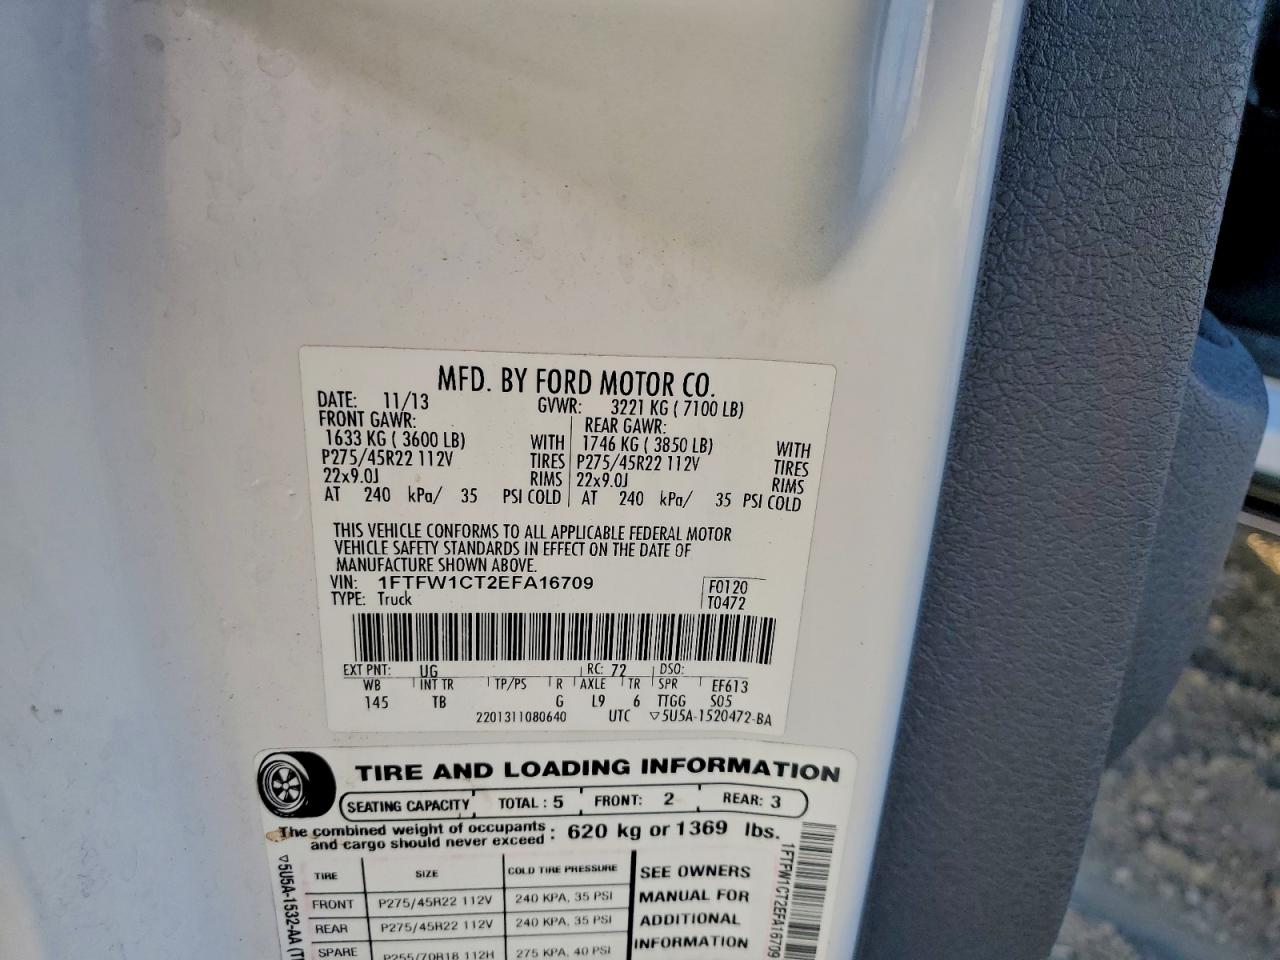 MFD. BY FORD MOTOR CO.
DATE: 11/13 GVWR: 3221 KG ( 7100 LB)
FRONT GAWR: REAR GAWR:
1633 KG ( 3600 LB) WITH 1746 KG ( 3850 LB) WITH
P275/45R22 112V TIRES P275/45R22 112V TIRES
22x9.0J RIMS 22x9.0J RIMS
AT 240 kPa/ 35 PSI COLD AT 240 kPa/ 35 PSI COLD
THIS VEHICLE CONFORMS TO ALL APPLICABLE FEDERAL MOTOR
VEHICLE SAFETY STANDARDS IN EFFECT ON THE DATE OF
MANUFACTURE SHOWN ABOVE.
VIN: 1FTFW1CT2EFA16709 F0120
TYPE: Truck T0472
EXT PNT: UG RC: 72 DSO:
WB INT TR TP/PS R AXLE TR SPR EF613
145 TB G L9 6 TTGG S05
2201311080640 UTC ▽5U5A-1520472-BA
TIRE AND LOADING INFORMATION
SEATING CAPACITY TOTAL : 5 FRONT: 2 REAR: 3
The combined weight of occupants
and cargo should never exceed : 620 kg or 1369 lbs.
TIRE SIZE COLD TIRE PRESSURE SEE OWNERS
FRONT P275/45R22 112V 240 KPA, 35 PSI MANUAL FOR
REAR P275/45R22 112V 240 KPA, 35 PSI ADDITIONAL
SPARE P255/70R18 112H 275 KPA, 40 PSI INFORMATION
▽5U5A-1532-AA
1FTFW1CT2EFA16709